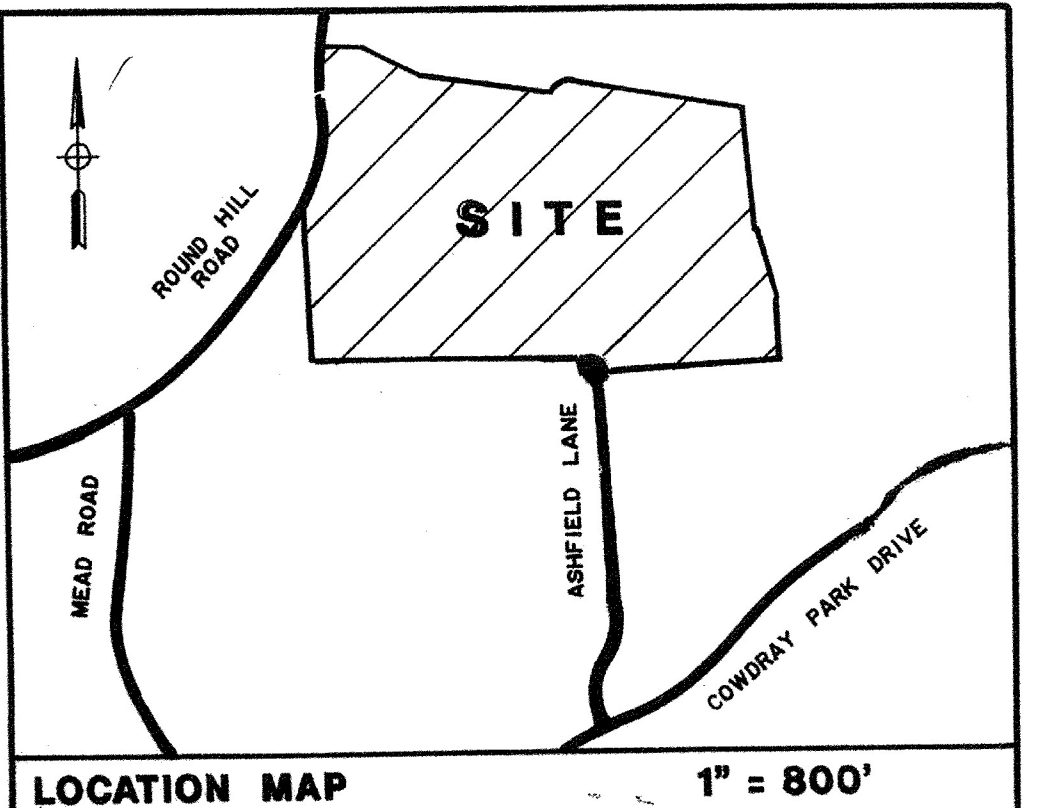 ROUND HILL
ROAD
SITE
MEAD ROAD
ASHFIELD LANE
COWDRAY PARK DRIVE
LOCATION MAP
1" = 800'